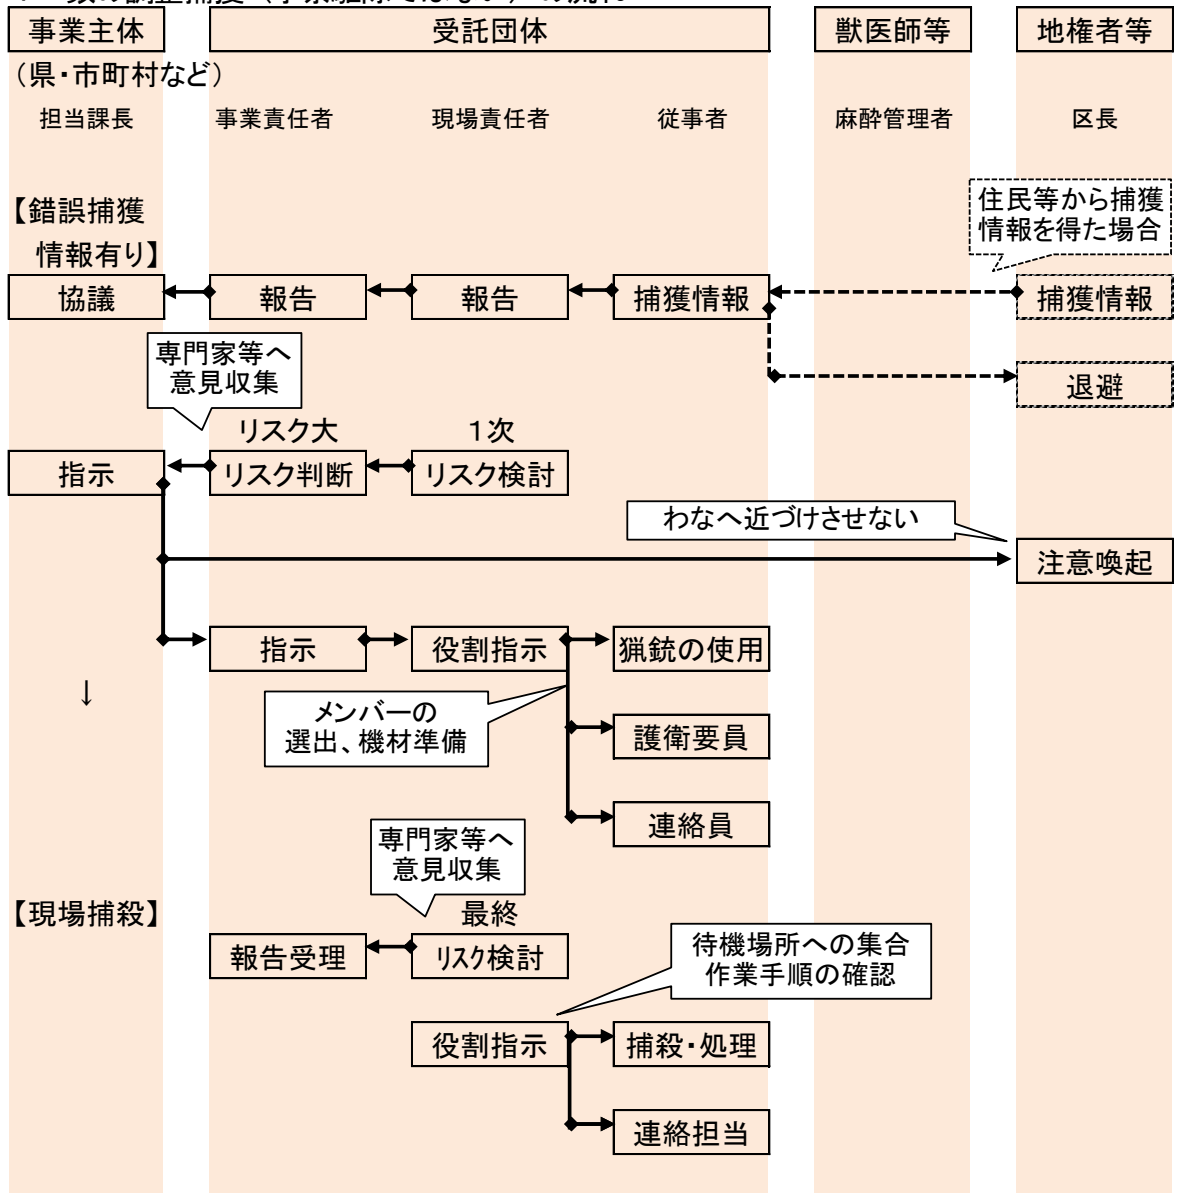 事業主体
受託団体
獣医師等
地権者等
（県・市町村など）
担当課長
事業責任者
現場責任者
従事者
麻酔管理者
区長
【錯誤捕獲
情報有り】
住民等から捕獲
情報を得た場合
協議
報告
報告
捕獲情報
捕獲情報
専門家等へ
意見収集
退避
リスク大
１次
指示
リスク判断
リスク検討
わなへ近づけさせない
注意喚起
指示
役割指示
猟銃の使用
↓
メンバーの
選出、機材準備
護衛要員
連絡員
専門家等へ
意見収集
【現場捕殺】
最終
報告受理
リスク検討
待機場所への集合
作業手順の確認
役割指示
捕殺・処理
連絡担当